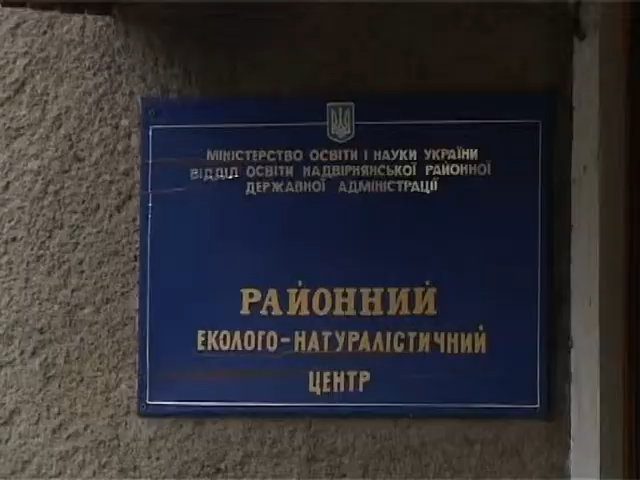 МІНІСТЕРСТВО ОСВІТИ І НАУКИ УКРАЇНИ
ВІДДІЛ ОСВІТИ НАДВІРНЯНСЬКОЇ РАЙОННОЇ
ДЕРЖАВНОЇ АДМІНІСТРАЦІЇ
РАЙОННИЙ
ЕКОЛОГО-НАТУРАЛІСТИЧНИЙ
ЦЕНТР